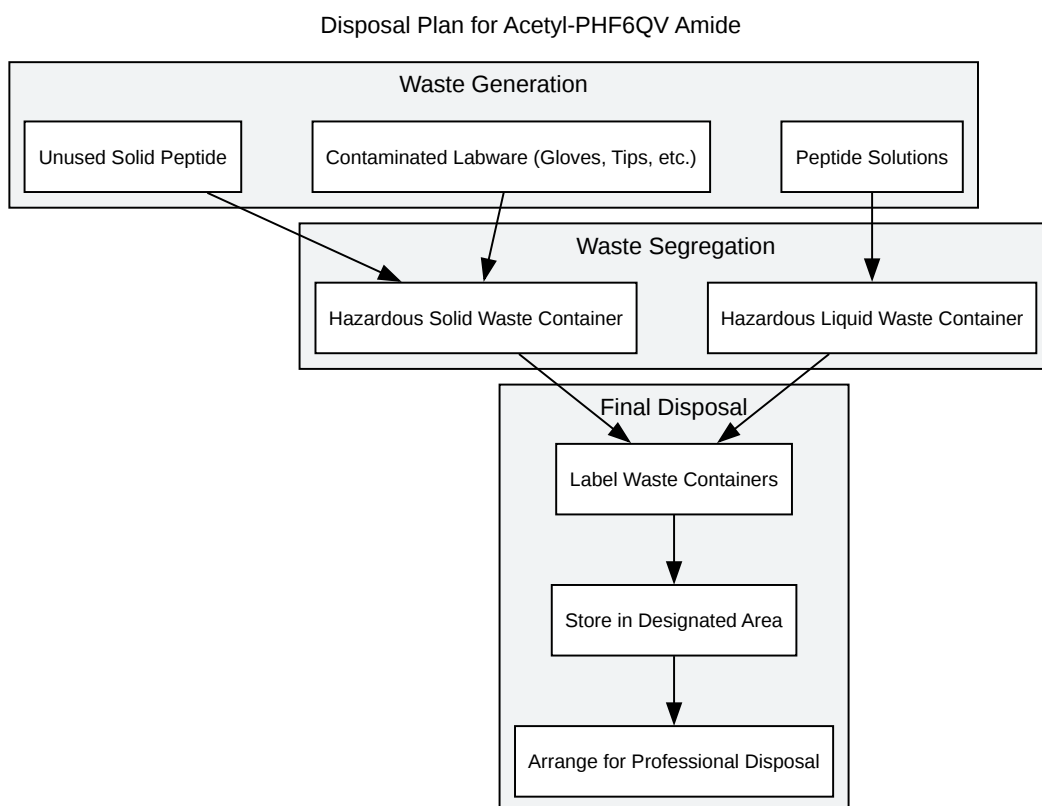 Disposal Plan for Acetyl-PHF6QV Amide
Waste Generation
Unused Solid Peptide
Contaminated Labware (Gloves, Tips, etc.)
Peptide Solutions
Waste Segregation
Hazardous Solid Waste Container
Hazardous Liquid Waste Container
Final Disposal
Label Waste Containers
Store in Designated Area
Arrange for Professional Disposal